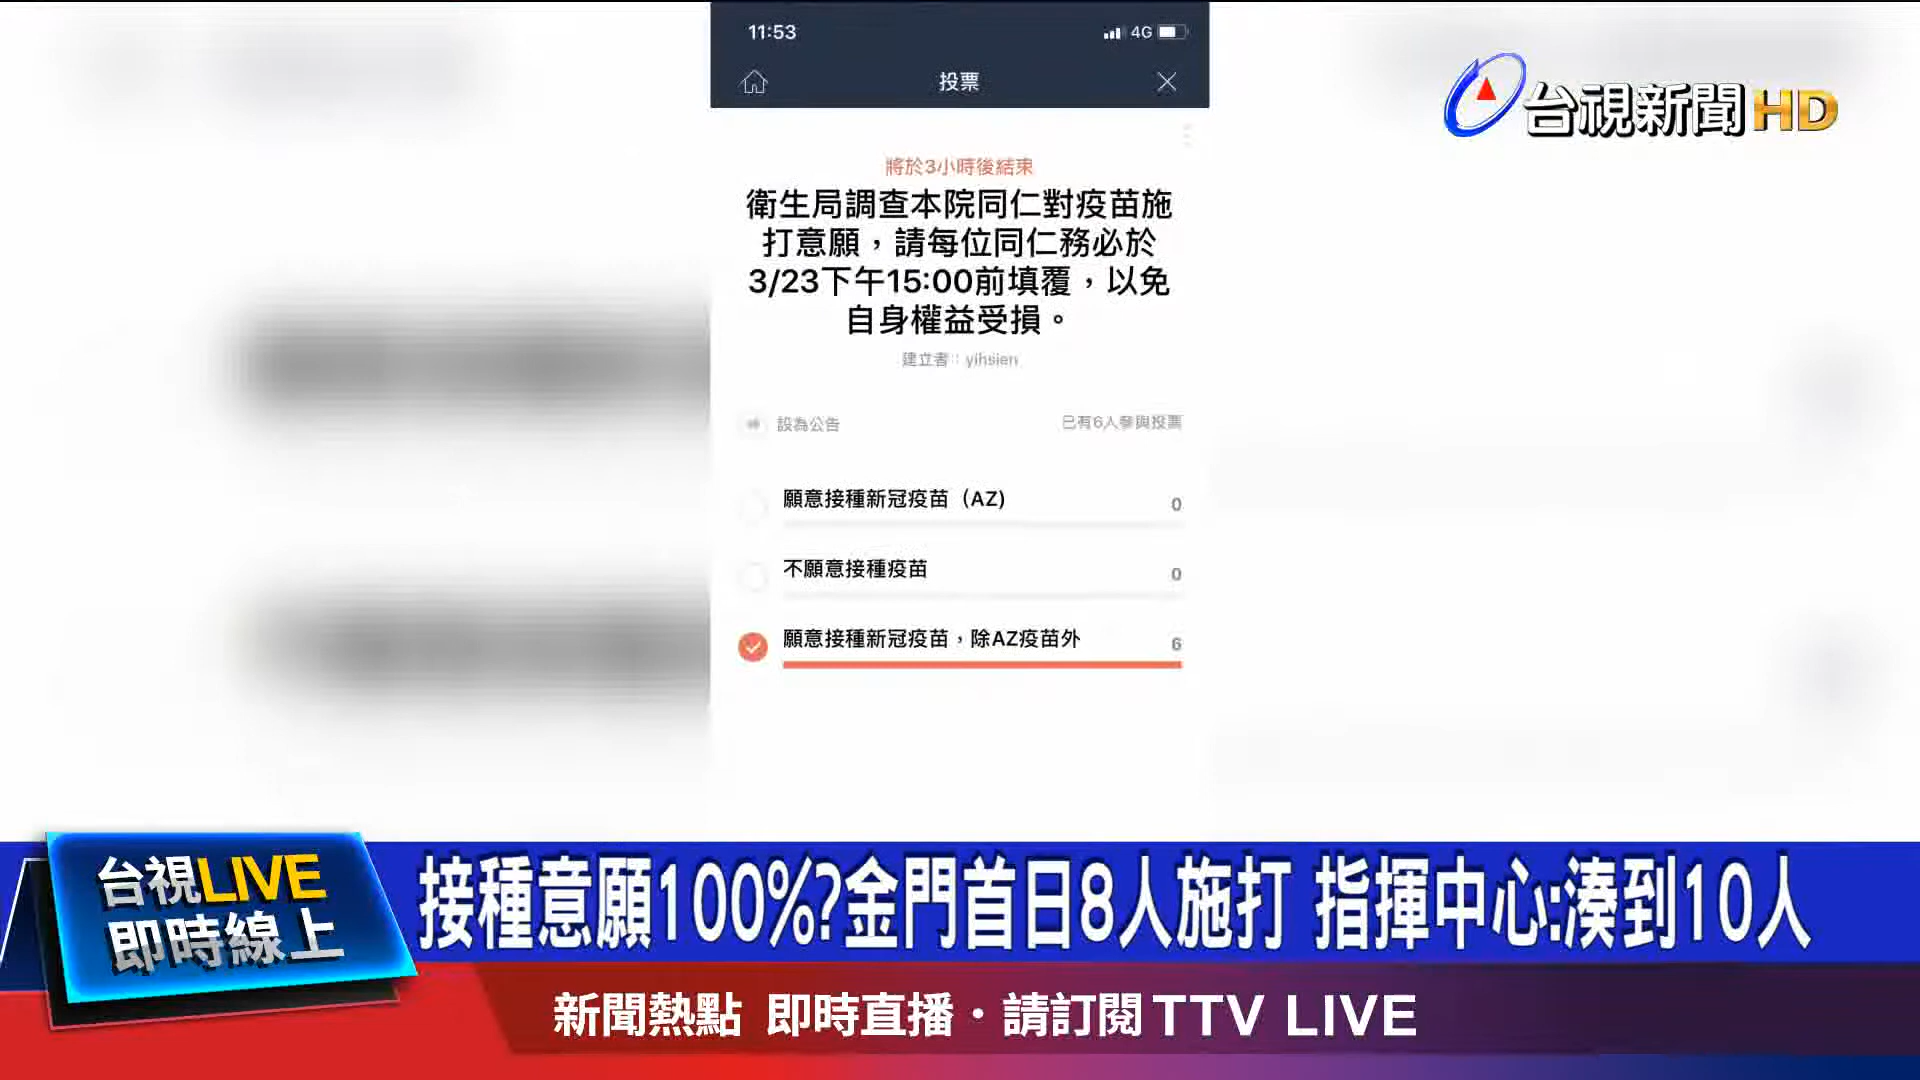 11:53
4G
投票
台視新聞HD
將於3小時後結束
衛生局調查本院同仁對疫苗施
打意願，請每位同仁務必於
3/23下午15:00前填覆，以免
自身權益受損。
建立者：yihsien
設為公告
已有6人參與投票
願意接種新冠疫苗（AZ)
0
不願意接種疫苗
0
願意接種新冠疫苗，除AZ疫苗外
6
台視LIVE
即時線上
接種意願100%?金門首日8人施打 指揮中心:湊到10人
新聞熱點 即時直播・請訂閱TTV LIVE